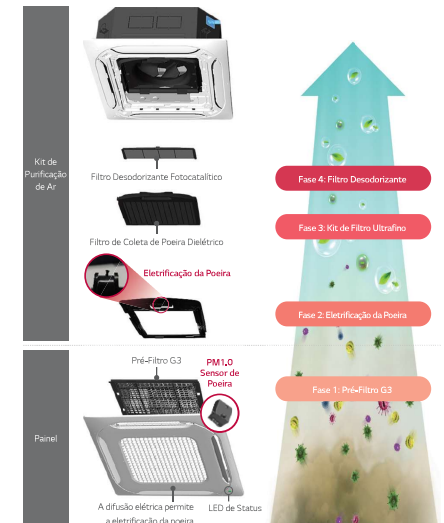 Kit de
Purificação
de Ar
Filtro Desodorizante Fotocatalítico
Filtro de Coleta de Poeira Dielétrico
Eletrificação da Poeira
Fase 4: Filtro Desodorizante
Fase 3: Kit de Filtro Ultrafino
Fase 2: Eletrificação da Poeira
Painel
Pré-Filtro G3
PM1.0
Sensor de
Poeira
Fase 1: Pré-Filtro G3
A difusão elétrica permite
a eletrificação da poeira
LED de Status